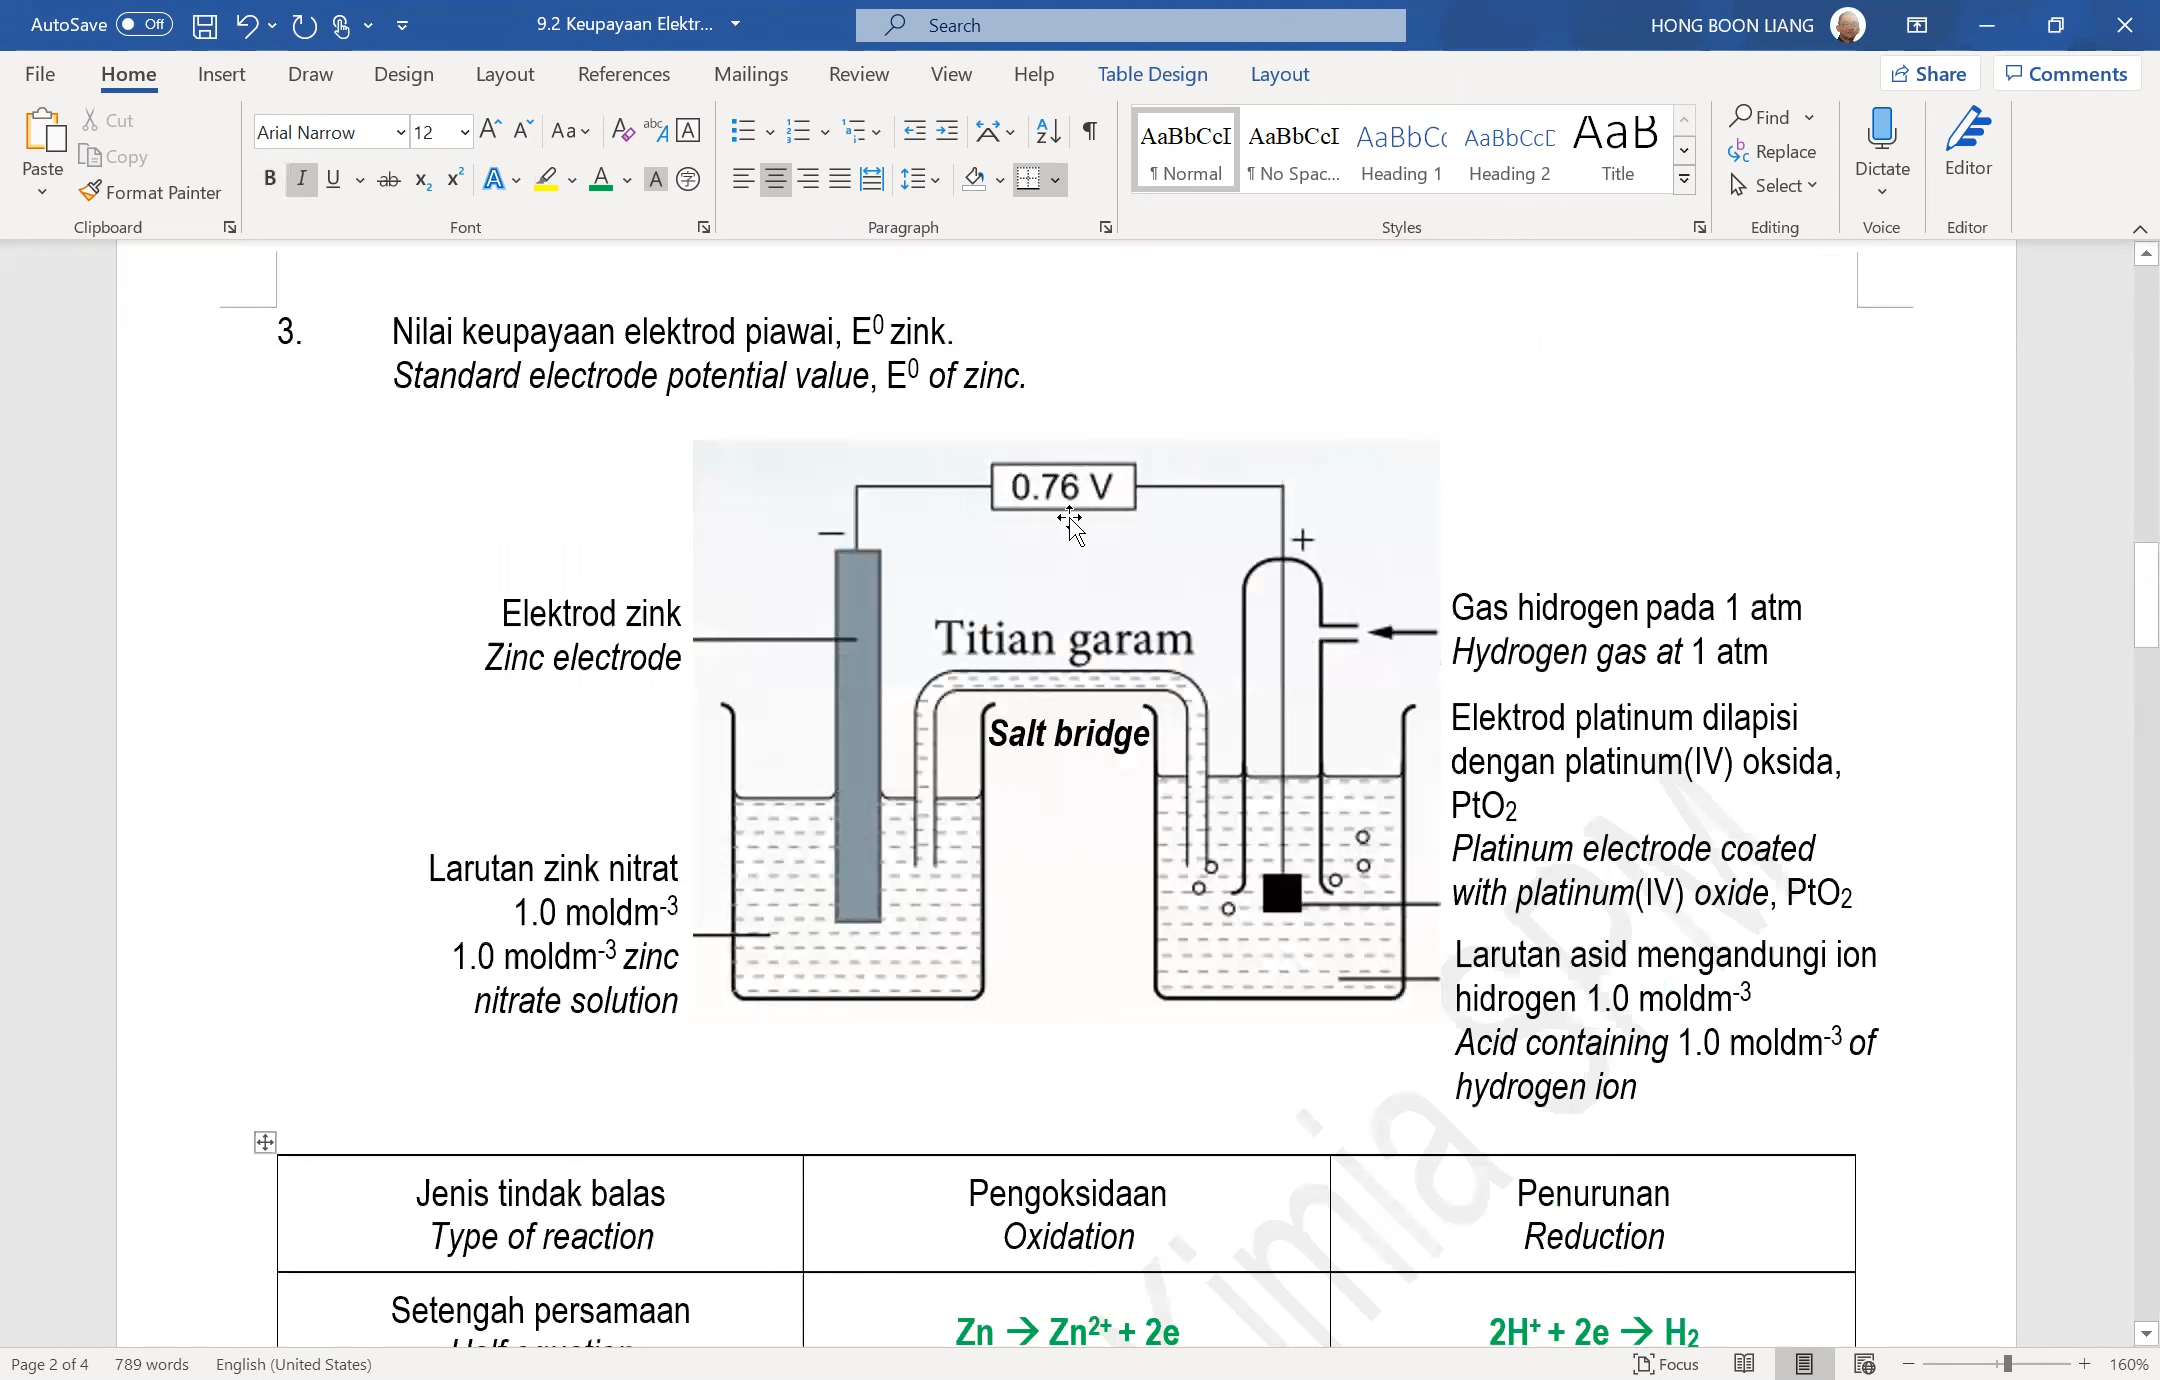 AutoSave Off 9.2 Keupayaan Elektr... Search HONG BOON LIANG
File Home Insert Draw Design Layout References Mailings Review View Help Table Design Layout Share Comments
Paste Cut Copy Format Painter
Clipboard
Arial Narrow 12
Font
Paragraph
AaBbCcI AaBbCcI AaBbCc AaBbCcD AaB
¶ Normal ¶ No Spac... Heading 1 Heading 2 Title
Styles
Find
Replace
Select
Editing
Dictate
Voice
Editor
Editor
3. Nilai keupayaan elektrod piawai, E⁰ zink.
Standard electrode potential value, E⁰ of zinc.
0.76 V
− +
Elektrod zink
Zinc electrode
Titian garam
Salt bridge
Gas hidrogen pada 1 atm
Hydrogen gas at 1 atm
Elektrod platinum dilapisi
dengan platinum(IV) oksida,
PtO₂
Platinum electrode coated
with platinum(IV) oxide, PtO₂
Larutan zink nitrat
1.0 moldm⁻³
1.0 moldm⁻³ zinc
nitrate solution
Larutan asid mengandungi ion
hidrogen 1.0 moldm⁻³
Acid containing 1.0 moldm⁻³ of
hydrogen ion
Jenis tindak balas Pengoksidaan Penurunan
Type of reaction Oxidation Reduction
Setengah persamaan Zn → Zn²⁺ + 2e 2H⁺ + 2e → H₂
Half equation
Kimia SPM
Page 2 of 4 789 words English (United States) Focus 160%